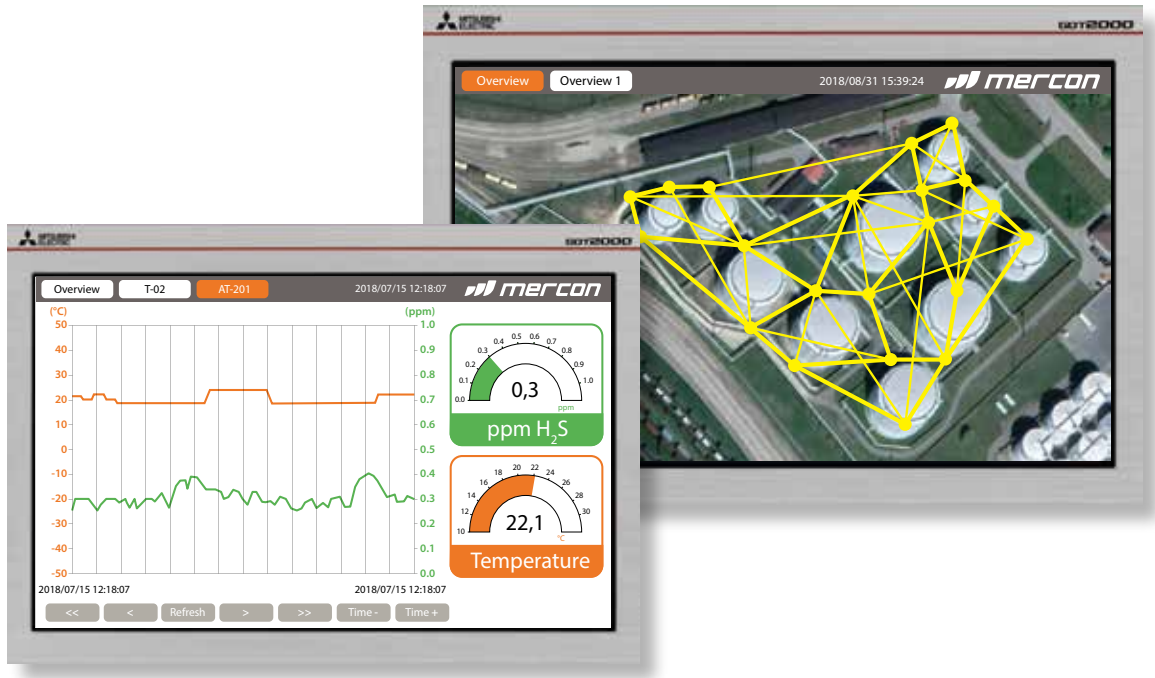 MITSUBISHI
ELECTRIC
GOT2000
Overview
Overview 1
2018/08/31 15:39:24
mercon
MITSUBISHI
ELECTRIC
GOT2000
Overview
T-02
AT-201
2018/07/15 12:18:07
mercon
(°C)
(ppm)
50
40
30
20
10
0
-10
-20
-30
-40
-50
1.0
0.9
0.8
0.7
0.6
0.5
0.4
0.3
0.2
0.1
0.0
2018/07/15 12:18:07
2018/07/15 12:18:07
<<
<
Refresh
>
>>
Time -
Time +
0.0
0.1
0.2
0.3
0.4
0.5
0.6
0.7
0.8
0.9
1.0
0,3
ppm
ppm H₂S
10
12
14
16
18
20
22
24
26
28
30
22,1
°C
Temperature